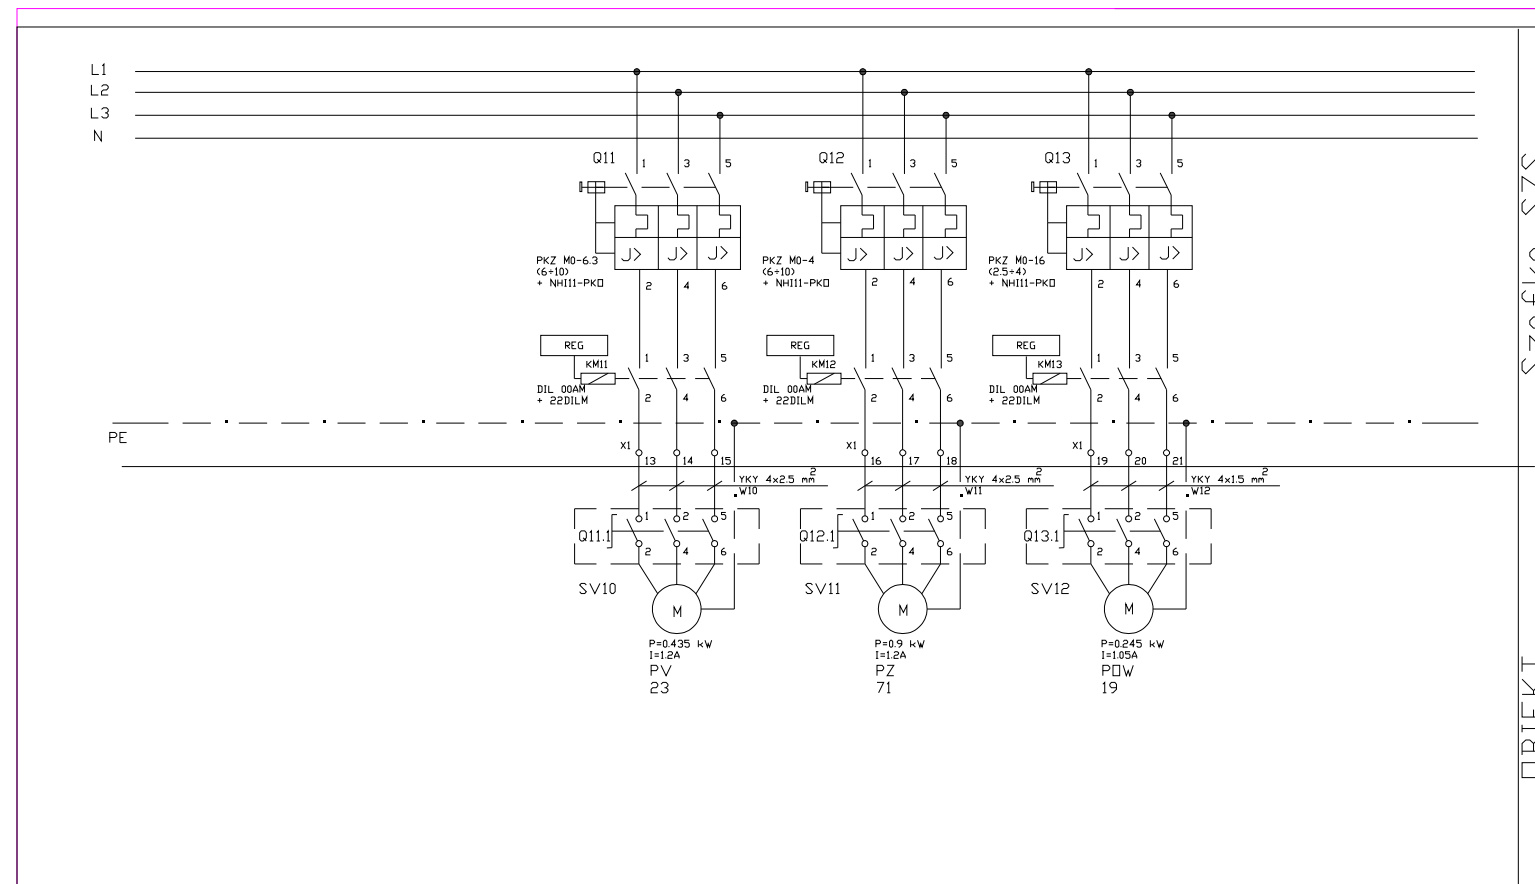 L1
L2
L3
N
Q11 1 3 5
Q12 1 3 5
Q13 1 3 5
J> J> J>
J> J> J>
J> J> J>
PKZ M0-6.3
(6÷10)
+ NHI11-PKO
2 4 6
PKZ M0-4
(6÷10)
+ NHI11-PKO
2 4 6
PKZ M0-16
(2.5÷4)
+ NHI11-PKO
2 4 6
REG
KM11
1 3 5
DIL 00AM
+ 22DILM
2 4 6
REG
KM12
1 3 5
DIL 00AM
+ 22DILM
2 4 6
REG
KM13
1 3 5
DIL 00AM
+ 22DILM
2 4 6
PE
X1 13 14 15
X1 16 17 18
X1 19 20 21
YKY 4x2.5 mm²
W10
YKY 4x2.5 mm²
W11
YKY 4x1.5 mm²
W12
1 2 5
Q11.1
2 4 6
1 2 5
Q12.1
2 4 6
1 2 5
Q13.1
2 4 6
SV10
M
SV11
M
SV12
M
P=0.435 kW
I=1.2A
PV
23
P=0.9 kW
I=1.2A
PZ
71
P=0.245 kW
I=1.05A
POW
19
SZAFKA SZS
OBIEKT